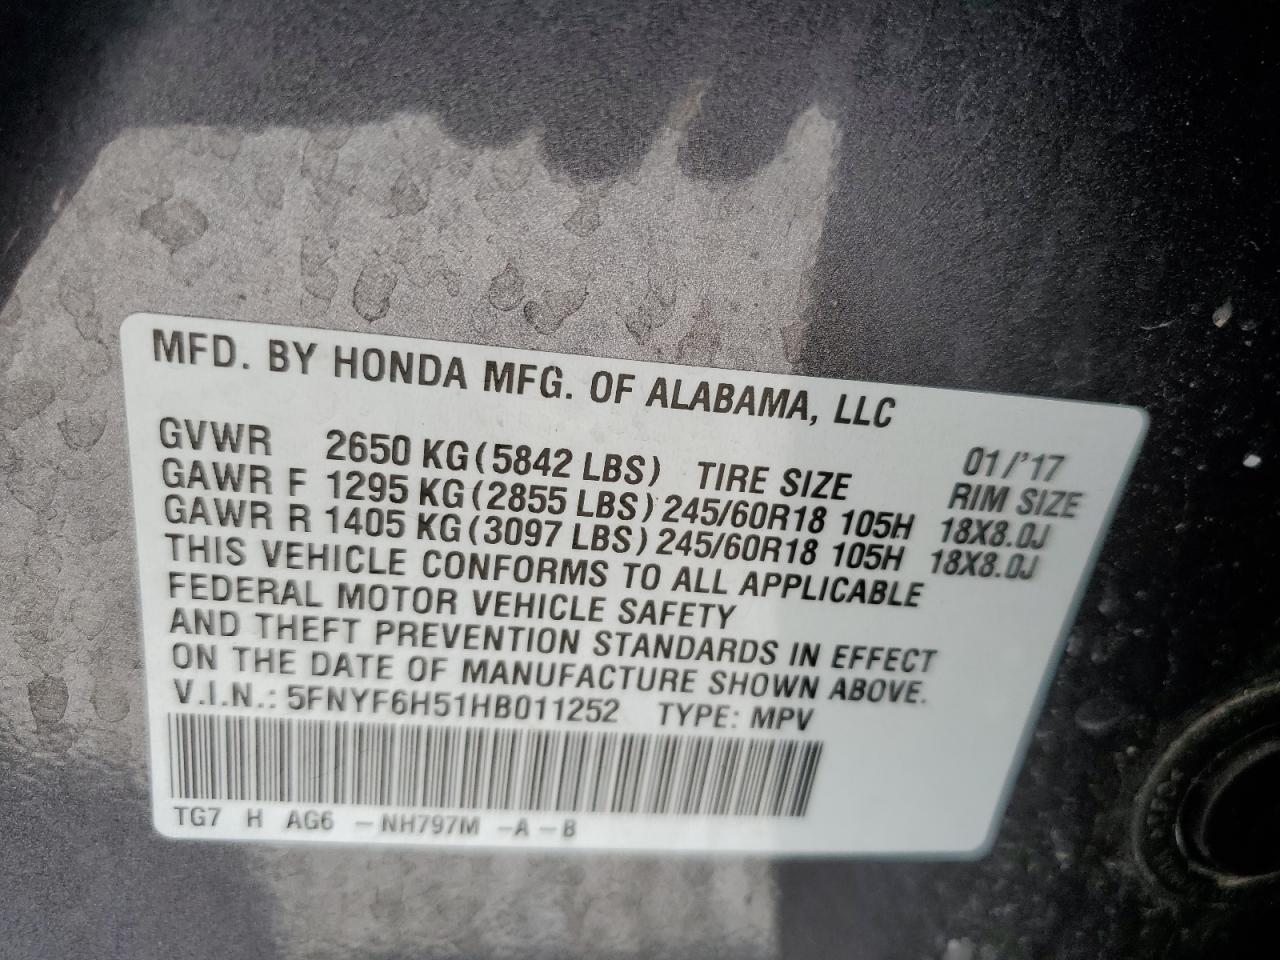 MFD. BY HONDA MFG. OF ALABAMA, LLC
01/'17
GVWR 2650 KG (5842 LBS) TIRE SIZE RIM SIZE
GAWR F 1295 KG (2855 LBS) 245/60R18 105H 18X8.0J
GAWR R 1405 KG (3097 LBS) 245/60R18 105H 18X8.0J
THIS VEHICLE CONFORMS TO ALL APPLICABLE
FEDERAL MOTOR VEHICLE SAFETY
AND THEFT PREVENTION STANDARDS IN EFFECT
ON THE DATE OF MANUFACTURE SHOWN ABOVE.
V.I.N.: 5FNYF6H51HB011252 TYPE: MPV
TG7 H AG6 -NH797M -A -B